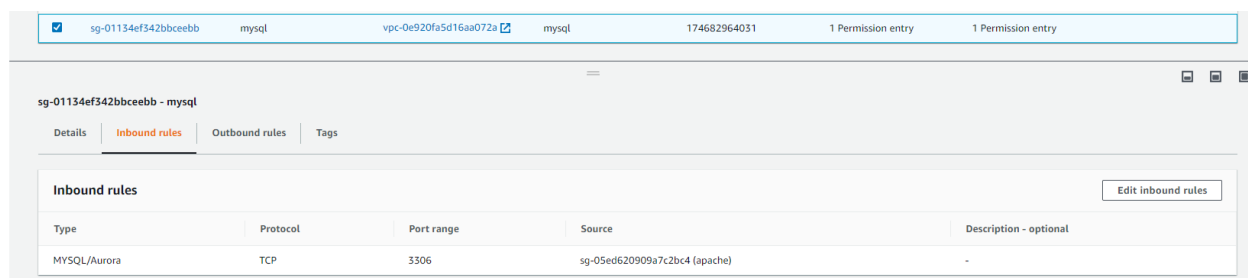 sg-01134ef342bbceebb mysql vpc-0e920fa5d16aa072a mysql 174682964031 1 Permission entry 1 Permission entry
sg-01134ef342bbceebb - mysql
Details Inbound rules Outbound rules Tags
Inbound rules Edit inbound rules
Type Protocol Port range Source Description - optional
MYSQL/Aurora TCP 3306 sg-05ed620909a7c2bc4 (apache) -